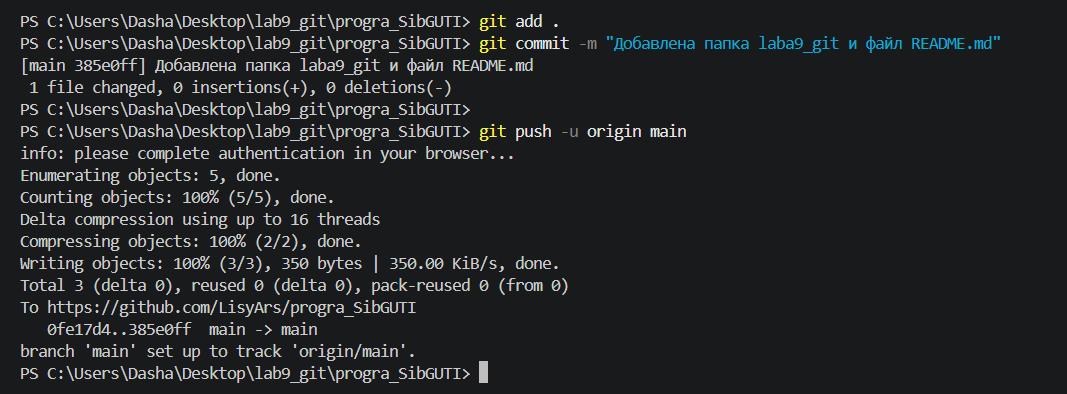 PS C:\Users\Dasha\Desktop\lab9_git\progra_SibGUTI> git add .
PS C:\Users\Dasha\Desktop\lab9_git\progra_SibGUTI> git commit -m "Добавлена папка laba9_git и файл README.md"
[main 385e0ff] Добавлена папка laba9_git и файл README.md
 1 file changed, 0 insertions(+), 0 deletions(-)
PS C:\Users\Dasha\Desktop\lab9_git\progra_SibGUTI>
PS C:\Users\Dasha\Desktop\lab9_git\progra_SibGUTI> git push -u origin main
info: please complete authentication in your browser...
Enumerating objects: 5, done.
Counting objects: 100% (5/5), done.
Delta compression using up to 16 threads
Compressing objects: 100% (2/2), done.
Writing objects: 100% (3/3), 350 bytes | 350.00 KiB/s, done.
Total 3 (delta 0), reused 0 (delta 0), pack-reused 0 (from 0)
To https://github.com/LisyArs/progra_SibGUTI
   0fe17d4..385e0ff  main -> main
branch 'main' set up to track 'origin/main'.
PS C:\Users\Dasha\Desktop\lab9_git\progra_SibGUTI>